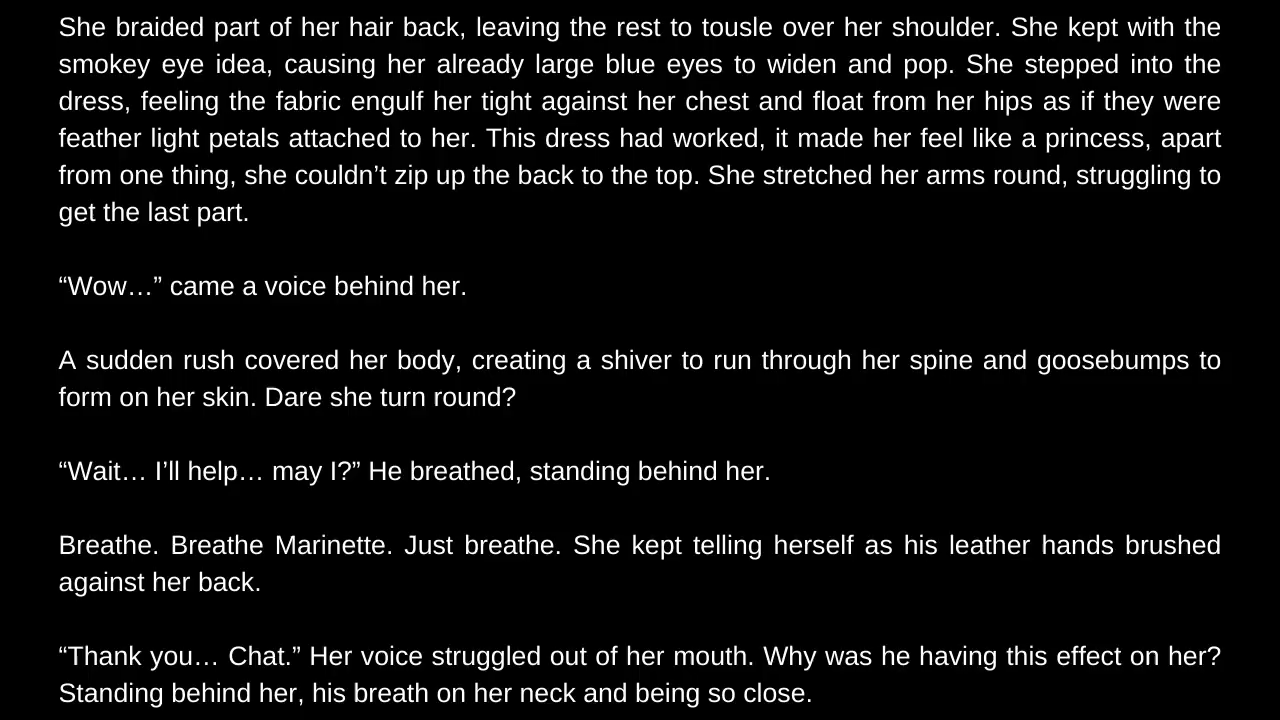 She braided part of her hair back, leaving the rest to tousle over her shoulder. She kept with the
smokey eye idea, causing her already large blue eyes to widen and pop. She stepped into the
dress, feeling the fabric engulf her tight against her chest and float from her hips as if they were
feather light petals attached to her. This dress had worked, it made her feel like a princess, apart
from one thing, she couldn’t zip up the back to the top. She stretched her arms round, struggling to
get the last part.
“Wow…” came a voice behind her.
A sudden rush covered her body, creating a shiver to run through her spine and goosebumps to
form on her skin. Dare she turn round?
“Wait… I’ll help… may I?” He breathed, standing behind her.
Breathe. Breathe Marinette. Just breathe. She kept telling herself as his leather hands brushed
against her back.
“Thank you… Chat.” Her voice struggled out of her mouth. Why was he having this effect on her?
Standing behind her, his breath on her neck and being so close.